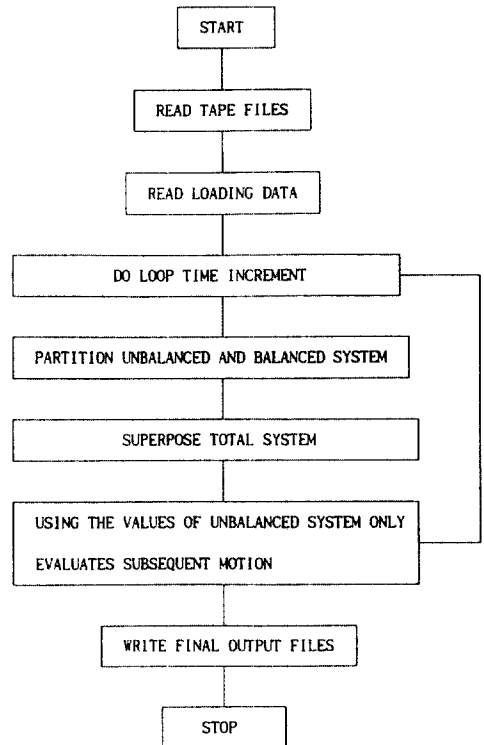 START
READ TAPE FILES
READ LOADING DATA
DO LOOP TIME INCREMENT
PARTITION UNBALANCED AND BALANCED SYSTEM
SUPERPOSE TOTAL SYSTEM
USING THE VALUES OF UNBALANCED SYSTEM ONLY
EVALUATES SUBSEQUENT MOTION
WRITE FINAL OUTPUT FILES
STOP